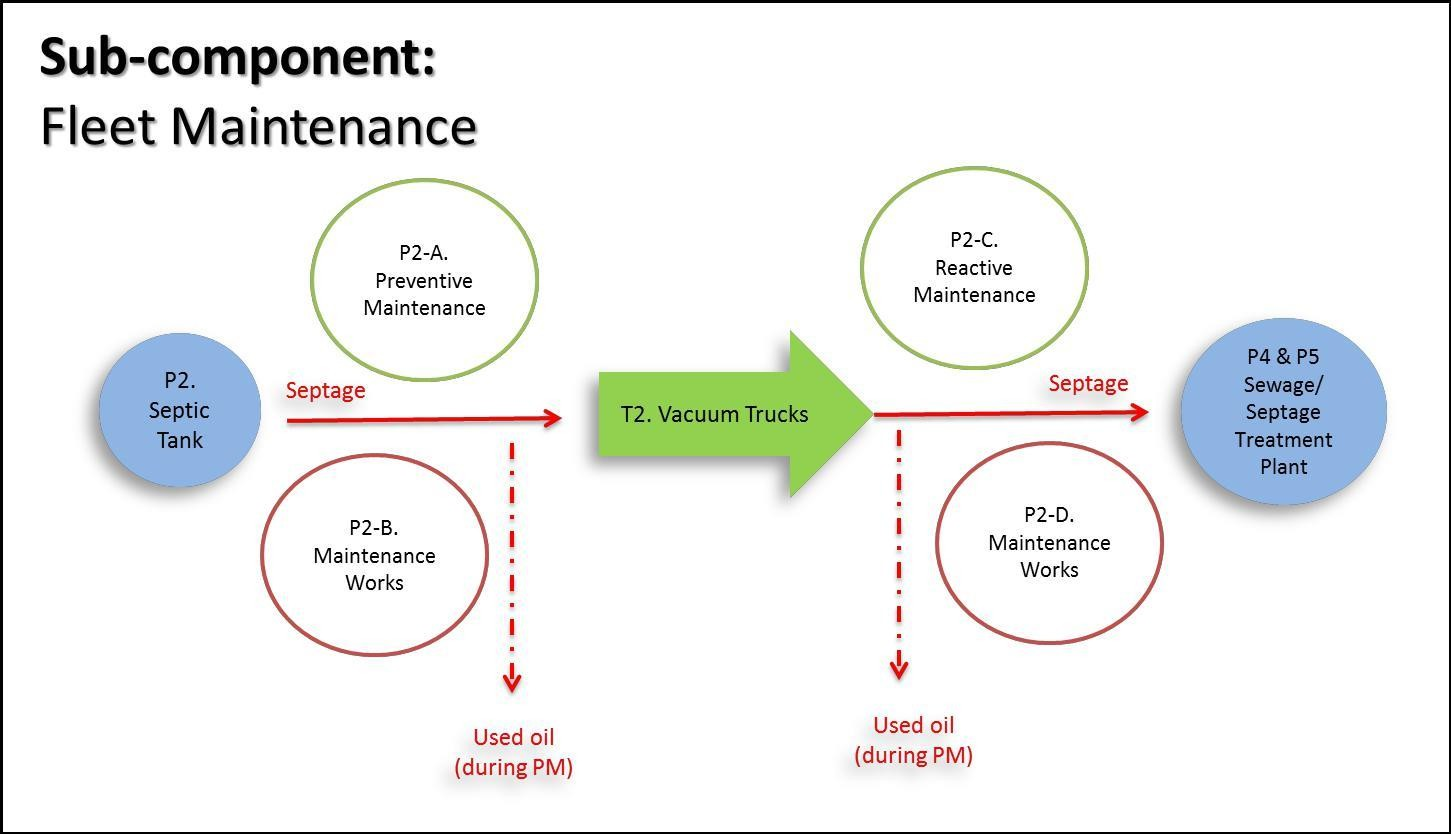 Sub-component:
Fleet Maintenance
P2-A.
Preventive
Maintenance
P2-C.
Reactive
Maintenance
P2.
Septic
Tank
Septage
T2. Vacuum Trucks
Septage
P4 & P5
Sewage/
Septage
Treatment
Plant
P2-B.
Maintenance
Works
P2-D.
Maintenance
Works
Used oil
(during PM)
Used oil
(during PM)